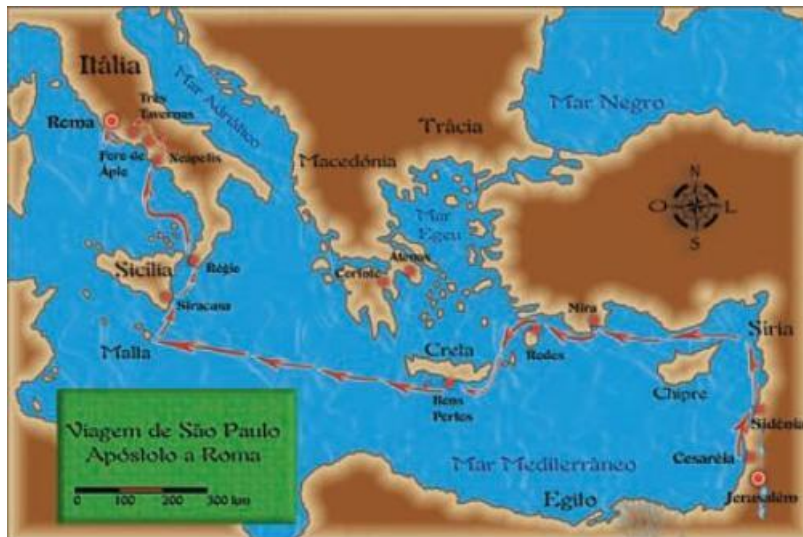 Itália
Mar Adriático
Mar Negro
Roma
Três
Tavernas
Trácia
Foro de
Ápio
Neápolis
Macedónia
Mar
Egeu
N
O
L
S
Sicília
Régio
Siracusa
Corinto
Atenas
Mira
Síria
Malta
Creta
Rodes
Chipre
Bons
Portos
Sidónia
Viagem de São Paulo
Apóstolo a Roma
0 100 200 300 km
Mar Mediterrâneo
Cesaréia
Egito
Jerusalém